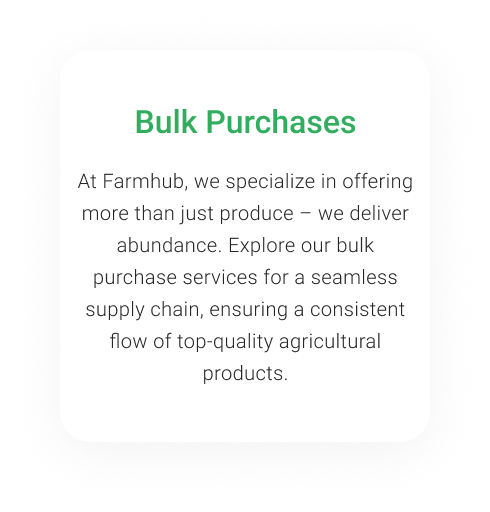 Bulk Purchases
At Farmhub, we specialize in offering
more than just produce – we deliver
abundance. Explore our bulk
purchase services for a seamless
supply chain, ensuring a consistent
flow of top-quality agricultural
products.